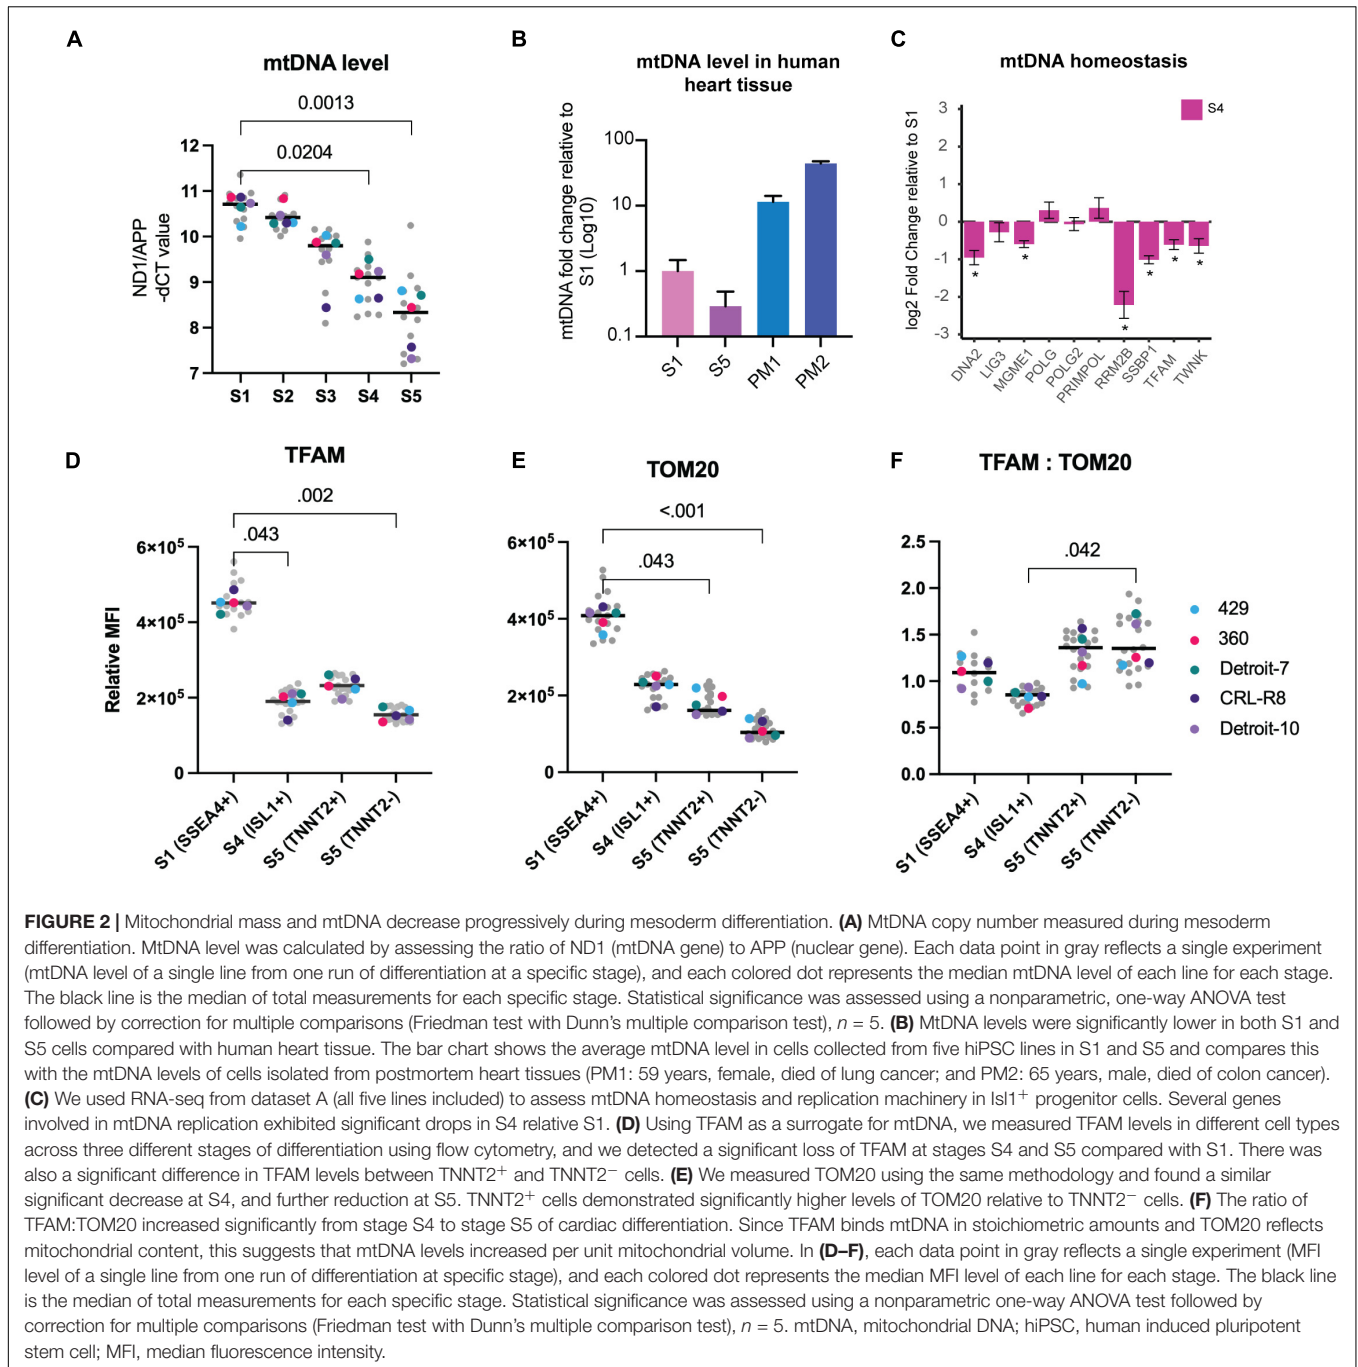 A
mtDNA level
0.0013
0.0204
ND1/APP
-dCT value
12
11
10
9
8
7
S1 S2 S3 S4 S5
B
mtDNA level in human
heart tissue
mtDNA fold change relative to
S1 (Log10)
100
10
1
0.1
S1 S5 PM1 PM2
C
mtDNA homeostasis
S4
log2 Fold Change relative to S1
3
2
1
0
-1
-2
-3
* * * * * *
DNA2 LIG3 MGME1 POLG POLG2 PRIMPOL RRM2B SSBP1 TFAM TWNK
D
TFAM
.002
.043
Relative MFI
6×10⁵
4×10⁵
2×10⁵
0
S1 (SSEA4+) S4 (ISL1+) S5 (TNNT2+) S5 (TNNT2-)
E
TOM20
<.001
.043
6×10⁵
4×10⁵
2×10⁵
0
S1 (SSEA4+) S4 (ISL1+) S5 (TNNT2+) S5 (TNNT2-)
F
TFAM : TOM20
.042
2.5
2.0
1.5
1.0
0.5
0.0
S1 (SSEA4+) S4 (ISL1+) S5 (TNNT2+) S5 (TNNT2-)
429
360
Detroit-7
CRL-R8
Detroit-10
FIGURE 2 | Mitochondrial mass and mtDNA decrease progressively during mesoderm differentiation. (A) MtDNA copy number measured during mesoderm
differentiation. MtDNA level was calculated by assessing the ratio of ND1 (mtDNA gene) to APP (nuclear gene). Each data point in gray reflects a single experiment
(mtDNA level of a single line from one run of differentiation at a specific stage), and each colored dot represents the median mtDNA level of each line for each stage.
The black line is the median of total measurements for each specific stage. Statistical significance was assessed using a nonparametric, one-way ANOVA test
followed by correction for multiple comparisons (Friedman test with Dunn's multiple comparison test), n = 5. (B) MtDNA levels were significantly lower in both S1 and
S5 cells compared with human heart tissue. The bar chart shows the average mtDNA level in cells collected from five hiPSC lines in S1 and S5 and compares this
with the mtDNA levels of cells isolated from postmortem heart tissues (PM1: 59 years, female, died of lung cancer; and PM2: 65 years, male, died of colon cancer).
(C) We used RNA-seq from dataset A (all five lines included) to assess mtDNA homeostasis and replication machinery in Isl1⁺ progenitor cells. Several genes
involved in mtDNA replication exhibited significant drops in S4 relative S1. (D) Using TFAM as a surrogate for mtDNA, we measured TFAM levels in different cell types
across three different stages of differentiation using flow cytometry, and we detected a significant loss of TFAM at stages S4 and S5 compared with S1. There was
also a significant difference in TFAM levels between TNNT2⁺ and TNNT2⁻ cells. (E) We measured TOM20 using the same methodology and found a similar
significant decrease at S4, and further reduction at S5. TNNT2⁺ cells demonstrated significantly higher levels of TOM20 relative to TNNT2⁻ cells. (F) The ratio of
TFAM:TOM20 increased significantly from stage S4 to stage S5 of cardiac differentiation. Since TFAM binds mtDNA in stoichiometric amounts and TOM20 reflects
mitochondrial content, this suggests that mtDNA levels increased per unit mitochondrial volume. In (D–F), each data point in gray reflects a single experiment (MFI
level of a single line from one run of differentiation at specific stage), and each colored dot represents the median MFI level of each line for each stage. The black line
is the median of total measurements for each specific stage. Statistical significance was assessed using a nonparametric one-way ANOVA test followed by
correction for multiple comparisons (Friedman test with Dunn's multiple comparison test), n = 5. mtDNA, mitochondrial DNA; hiPSC, human induced pluripotent
stem cell; MFI, median fluorescence intensity.